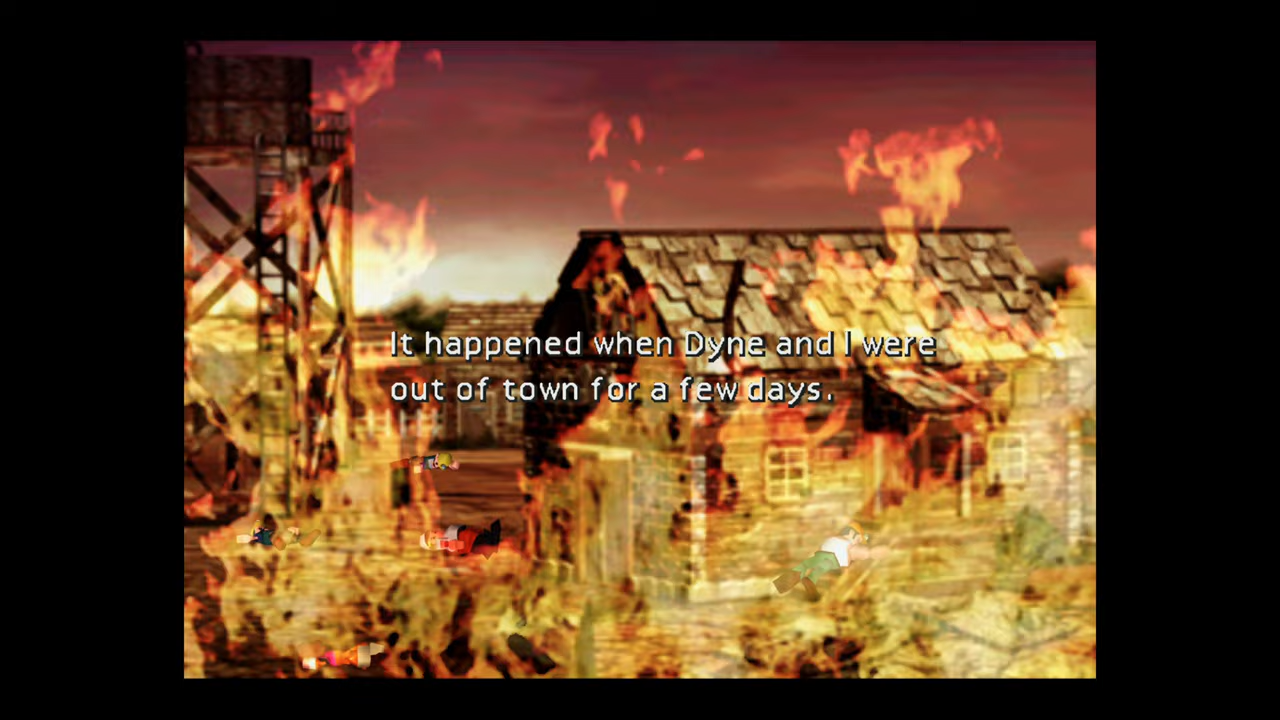 It happened when Dyne and I were
out of town for a few days.